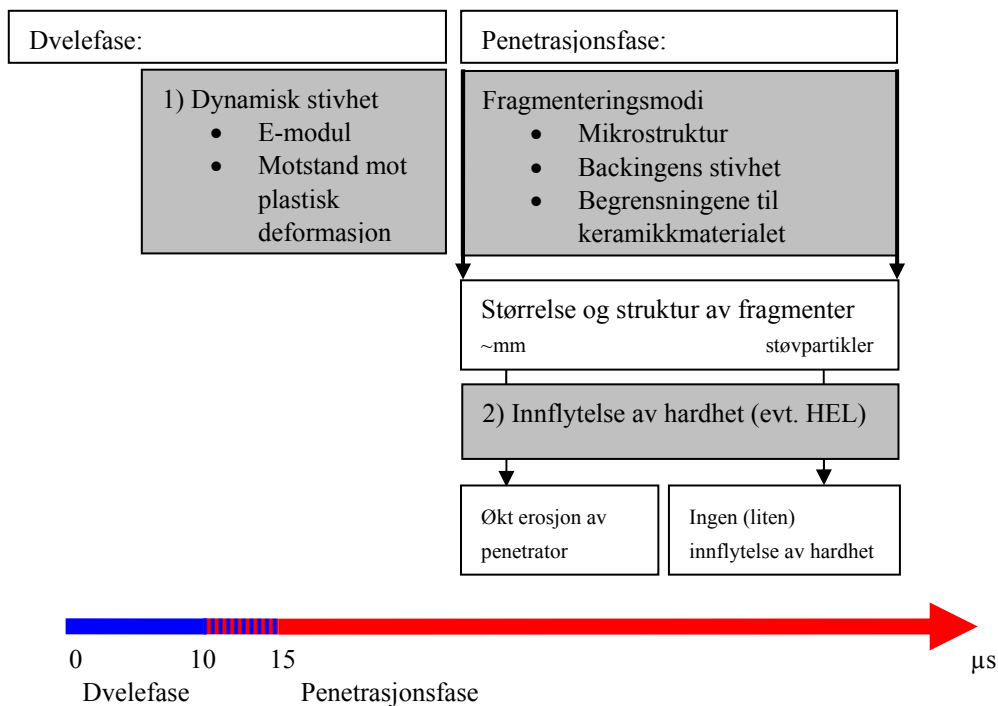 Dvelefase:
Penetrasjonsfase:
1) Dynamisk stivhet
• E-modul
• Motstand mot
plastisk
deformasjon
Fragmenteringsmodi
• Mikrostruktur
• Backingens stivhet
• Begrensningene til
keramikkmaterialet
Størrelse og struktur av fragmenter
~mm støvpartikler
2) Innflytelse av hardhet (evt. HEL)
Økt erosjon av
penetrator
Ingen (liten)
innflytelse av hardhet
0 10 15 µs
Dvelefase Penetrasjonsfase